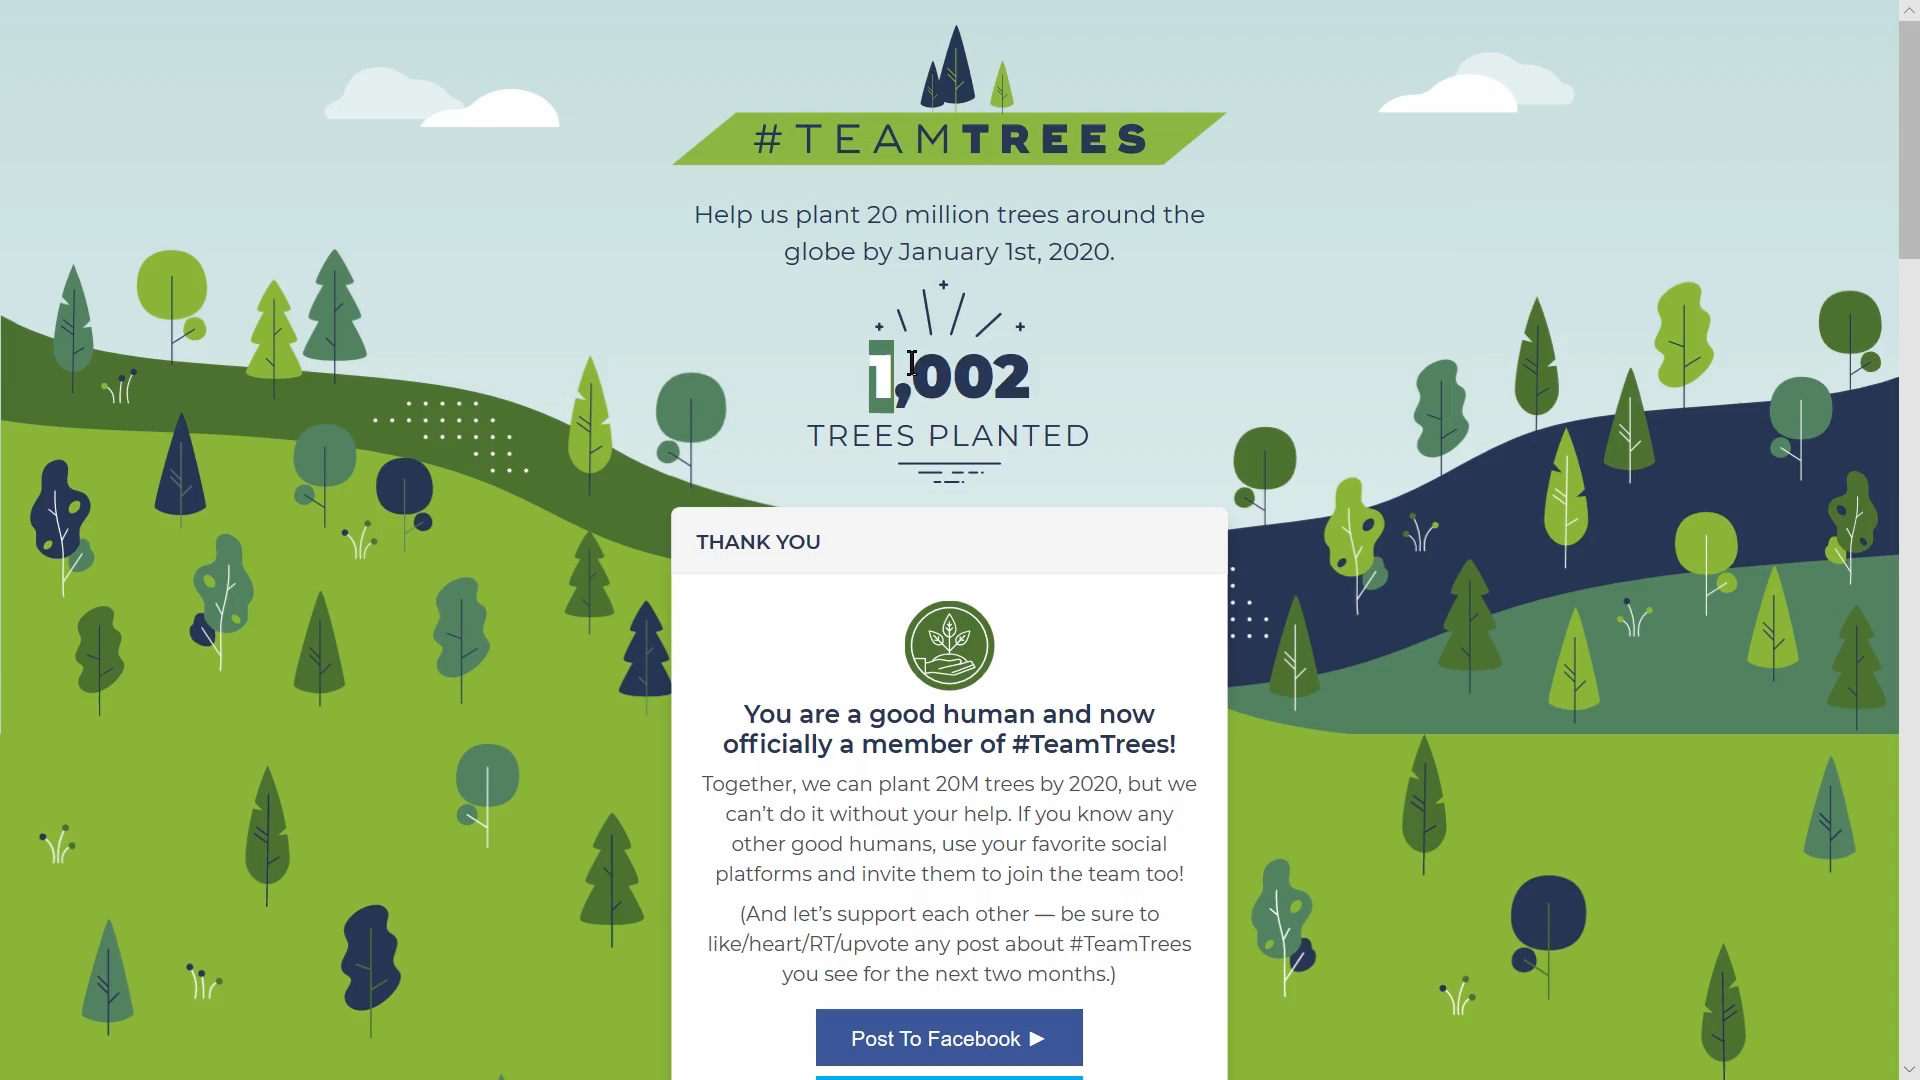 #TEAMTREES
Help us plant 20 million trees around the
globe by January 1st, 2020.
1,002
TREES PLANTED
THANK YOU
You are a good human and now
officially a member of #TeamTrees!
Together, we can plant 20M trees by 2020, but we
can’t do it without your help. If you know any
other good humans, use your favorite social
platforms and invite them to join the team too!
(And let’s support each other — be sure to
like/heart/RT/upvote any post about #TeamTrees
you see for the next two months.)
Post To Facebook ►